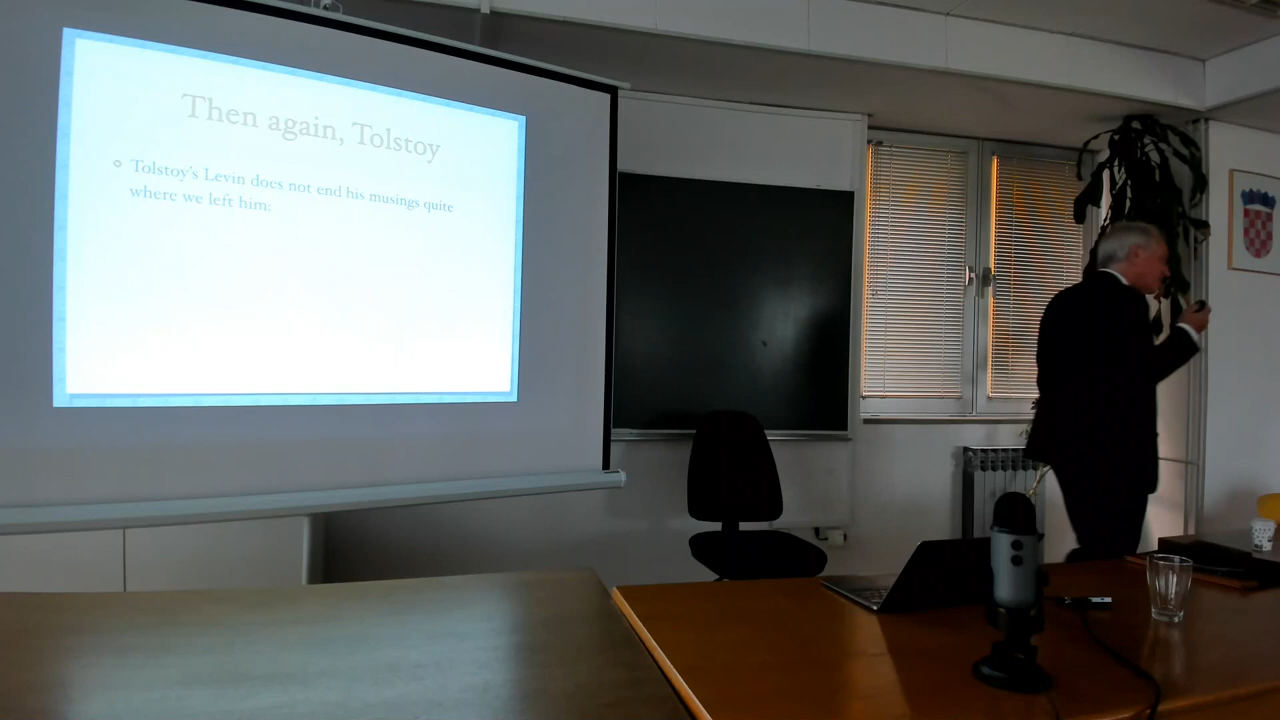 Then again, Tolstoy
Tolstoy's Levin does not end his musings quite
where we left him: